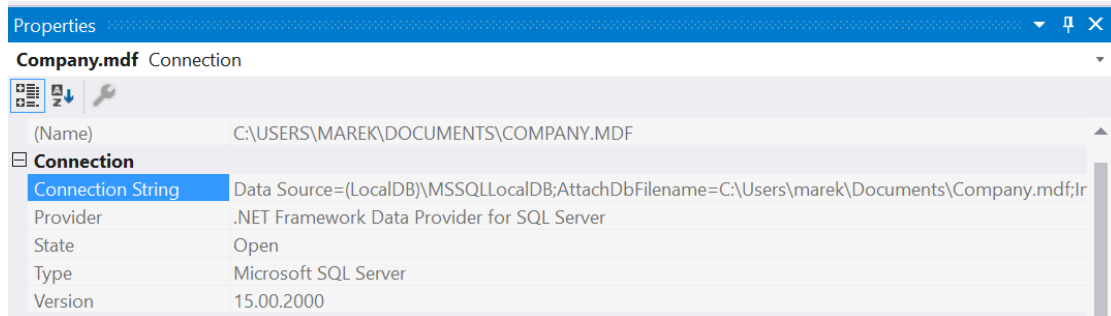 Properties
Company.mdf Connection
(Name) C:\USERS\MAREK\DOCUMENTS\COMPANY.MDF
Connection
Connection String Data Source=(LocalDB)\MSSQLLocalDB;AttachDbFilename=C:\Users\marek\Documents\Company.mdf;In
Provider .NET Framework Data Provider for SQL Server
State Open
Type Microsoft SQL Server
Version 15.00.2000